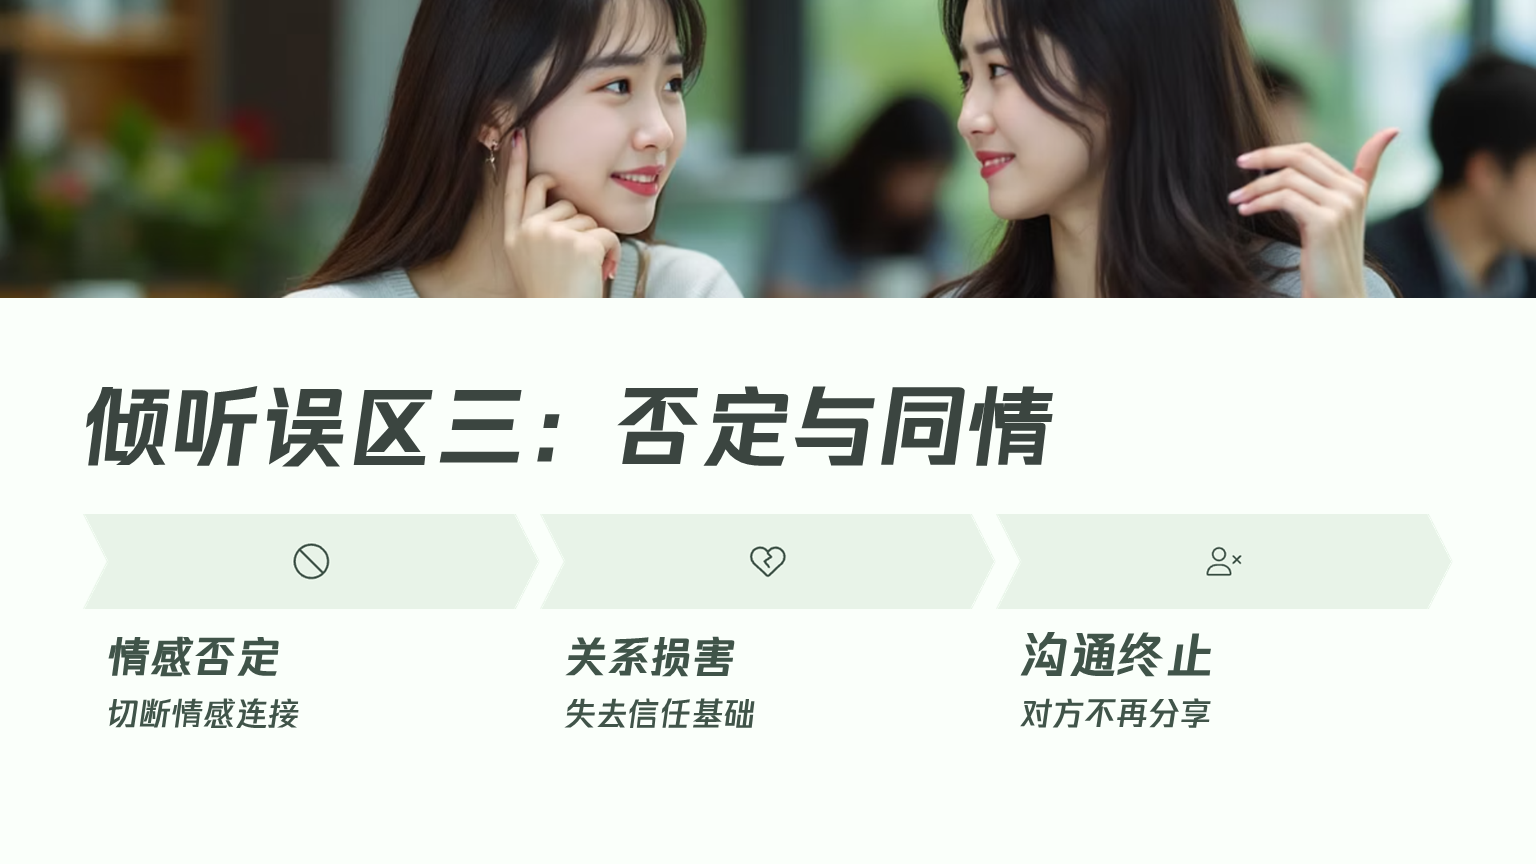 倾听误区三：否定与同情
情感否定
切断情感连接
关系损害
失去信任基础
沟通终止
对方不再分享